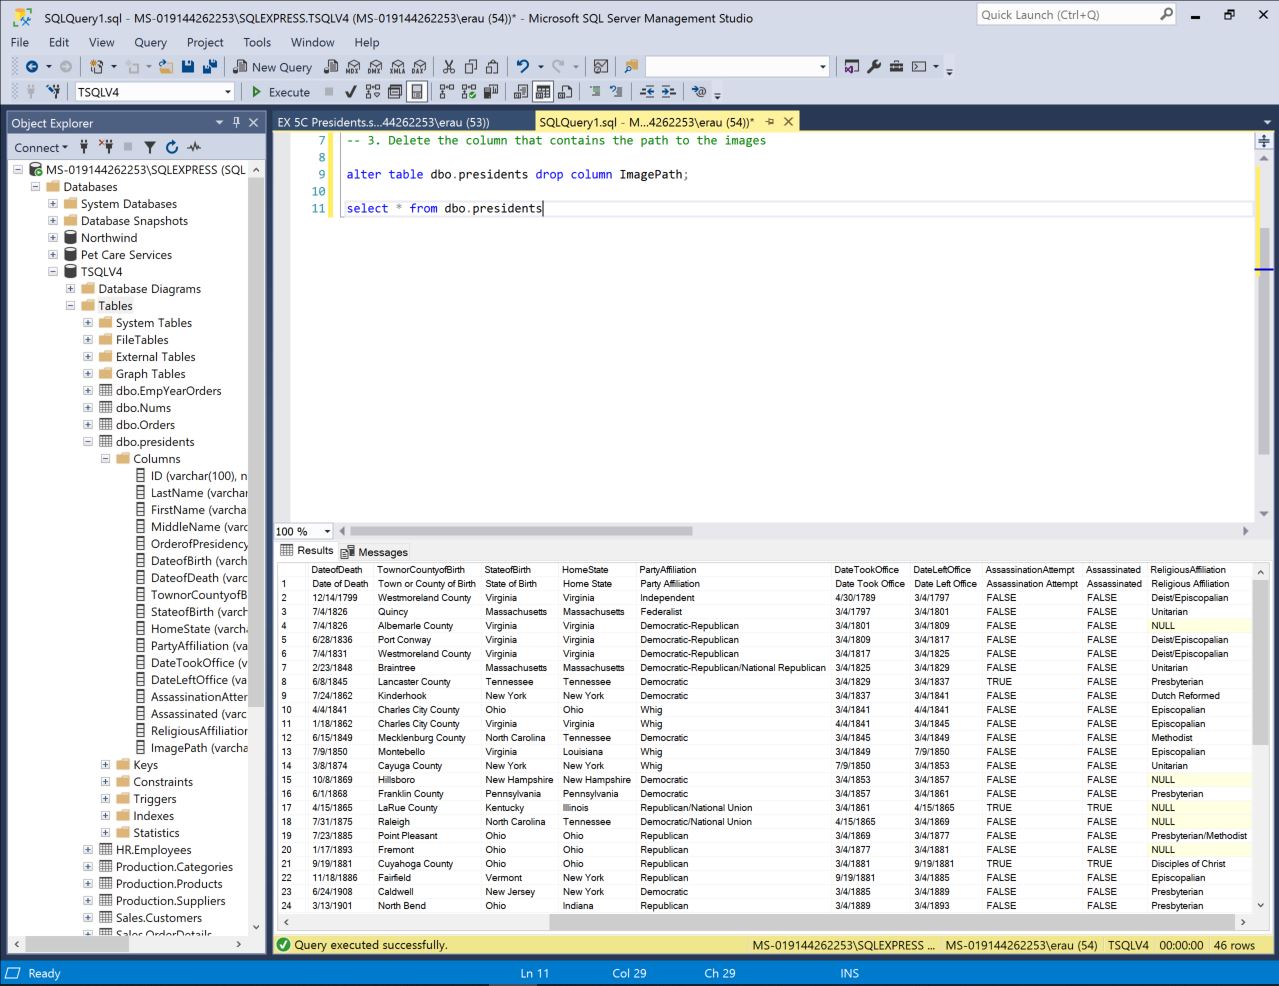 SQLQuery1.sql - MS-019144262253\SQLEXPRESS.TSQLV4 (MS-019144262253\erau (54))* - Microsoft SQL Server Management Studio
Quick Launch (Ctrl+Q)
File Edit View Query Project Tools Window Help
New Query MDX DMX XMLA DAX
TSQLV4 Execute
Object Explorer
Connect
MS-019144262253\SQLEXPRESS (SQL
Databases
System Databases
Database Snapshots
Northwind
Pet Care Services
TSQLV4
Database Diagrams
Tables
System Tables
FileTables
External Tables
Graph Tables
dbo.EmpYearOrders
dbo.Nums
dbo.Orders
dbo.presidents
Columns
ID (varchar(100), n
LastName (varchar
FirstName (varcha
MiddleName (varc
OrderofPresidency
DateofBirth (varch
DateofDeath (varc
TownorCountyofB
StateofBirth (varch
HomeState (varch
PartyAffiliation (va
DateTookOffice (v
DateLeftOffice (va
AssassinationAtter
Assassinated (varc
ReligiousAffiliation
ImagePath (varcha
Keys
Constraints
Triggers
Indexes
Statistics
HR.Employees
Production.Categories
Production.Products
Production.Suppliers
Sales.Customers
Sales.OrderDetails
EX 5C Presidents.s...44262253\erau (53)) SQLQuery1.sql - M...4262253\erau (54))*
7 -- 3. Delete the column that contains the path to the images
8
9 alter table dbo.presidents drop column ImagePath;
10
11 select * from dbo.presidents
100 %
Results Messages
DateofDeath TownorCountyofBirth StateofBirth HomeState PartyAffiliation DateTookOffice DateLeftOffice AssassinationAttempt Assassinated ReligiousAffiliation
1 Date of Death Town or County of Birth State of Birth Home State Party Affiliation Date Took Office Date Left Office Assassination Attempt Assassinated Religious Affiliation
2 12/14/1799 Westmoreland County Virginia Virginia Independent 4/30/1789 3/4/1797 FALSE FALSE Deist/Episcopalian
3 7/4/1826 Quincy Massachusetts Massachusetts Federalist 3/4/1797 3/4/1801 FALSE FALSE Unitarian
4 7/4/1826 Albemarle County Virginia Virginia Democratic-Republican 3/4/1801 3/4/1809 FALSE FALSE NULL
5 6/28/1836 Port Conway Virginia Virginia Democratic-Republican 3/4/1809 3/4/1817 FALSE FALSE Deist/Episcopalian
6 7/4/1831 Westmoreland County Virginia Virginia Democratic-Republican 3/4/1817 3/4/1825 FALSE FALSE Deist/Episcopalian
7 2/23/1848 Braintree Massachusetts Massachusetts Democratic-Republican/National Republican 3/4/1825 3/4/1829 FALSE FALSE Unitarian
8 6/8/1845 Lancaster County Tennessee Tennessee Democratic 3/4/1829 3/4/1837 TRUE FALSE Presbyterian
9 7/24/1862 Kinderhook New York New York Democratic 3/4/1837 3/4/1841 FALSE FALSE Dutch Reformed
10 4/4/1841 Charles City County Ohio Ohio Whig 3/4/1841 4/4/1841 FALSE FALSE Episcopalian
11 1/18/1862 Charles City County Virginia Virginia Whig 4/4/1841 3/4/1845 FALSE FALSE Episcopalian
12 6/15/1849 Mecklenburg County North Carolina Tennessee Democratic 3/4/1845 3/4/1849 FALSE FALSE Methodist
13 7/9/1850 Montebello Virginia Louisiana Whig 3/4/1849 7/9/1850 FALSE FALSE Episcopalian
14 3/8/1874 Cayuga County New York New York Whig 7/9/1850 3/4/1853 FALSE FALSE Unitarian
15 10/8/1869 Hillsboro New Hampshire New Hampshire Democratic 3/4/1853 3/4/1857 FALSE FALSE NULL
16 6/1/1868 Franklin County Pennsylvania Pennsylvania Democratic 3/4/1857 3/4/1861 FALSE FALSE Presbyterian
17 4/15/1865 LaRue County Kentucky Illinois Republican/National Union 3/4/1861 4/15/1865 TRUE TRUE NULL
18 7/31/1875 Raleigh North Carolina Tennessee Democratic/National Union 4/15/1865 3/4/1869 FALSE FALSE NULL
19 7/23/1885 Point Pleasant Ohio Ohio Republican 3/4/1869 3/4/1877 FALSE FALSE Presbyterian/Methodist
20 1/17/1893 Fremont Ohio Ohio Republican 3/4/1877 3/4/1881 FALSE FALSE NULL
21 9/19/1881 Cuyahoga County Ohio Ohio Republican 3/4/1881 9/19/1881 TRUE TRUE Disciples of Christ
22 11/18/1886 Fairfield Vermont New York Republican 9/19/1881 3/4/1885 FALSE FALSE Episcopalian
23 6/24/1908 Caldwell New Jersey New York Democratic 3/4/1885 3/4/1889 FALSE FALSE Presbyterian
24 3/13/1901 North Bend Ohio Indiana Republican 3/4/1889 3/4/1893 FALSE FALSE Presbyterian
Query executed successfully. MS-019144262253\SQLEXPRESS ... MS-019144262253\erau (54) TSQLV4 00:00:00 46 rows
Ready Ln 11 Col 29 Ch 29 INS